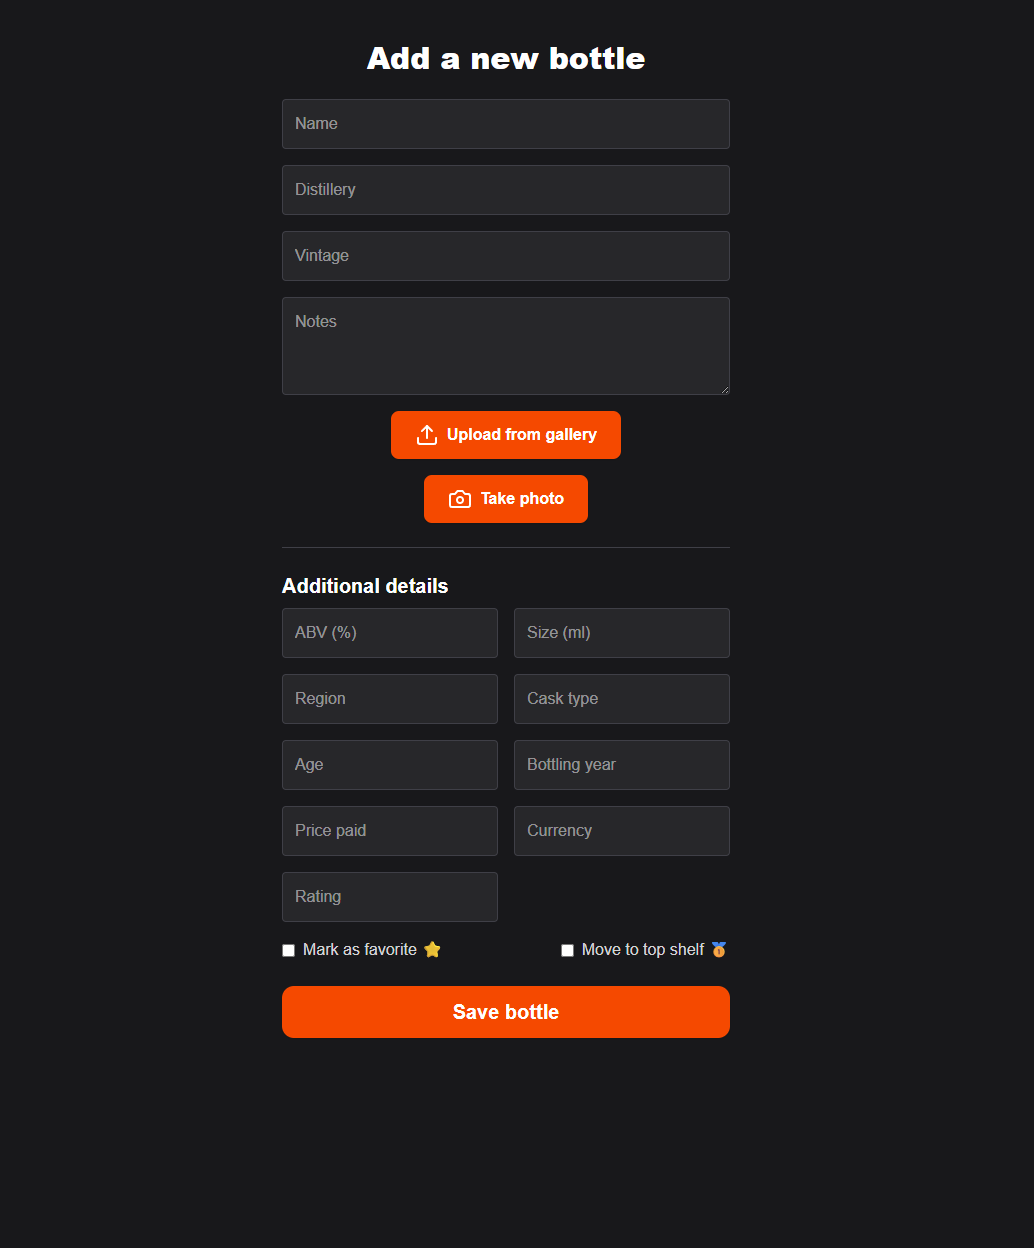 Add a new bottle
Name
Distillery
Vintage
Notes
Upload from gallery
Take photo
Additional details
ABV (%)
Size (ml)
Region
Cask type
Age
Bottling year
Price paid
Currency
Rating
Mark as favorite ⭐
Move to top shelf 🥇
Save bottle